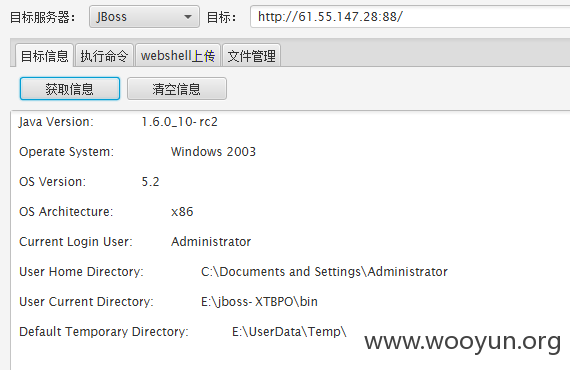 目标服务器： JBoss 目标： http://61.55.147.28:88/
目标信息 执行命令 webshell上传 文件管理
获取信息 清空信息
Java Version: 1.6.0_10-rc2
Operate System: Windows 2003
OS Version: 5.2
OS Architecture: x86
Current Login User: Administrator
User Home Directory: C:\Documents and Settings\Administrator
User Current Directory: E:\jboss-XTBPO\bin
Default Temporary Directory: E:\UserData\Temp\
www.wooyun.org